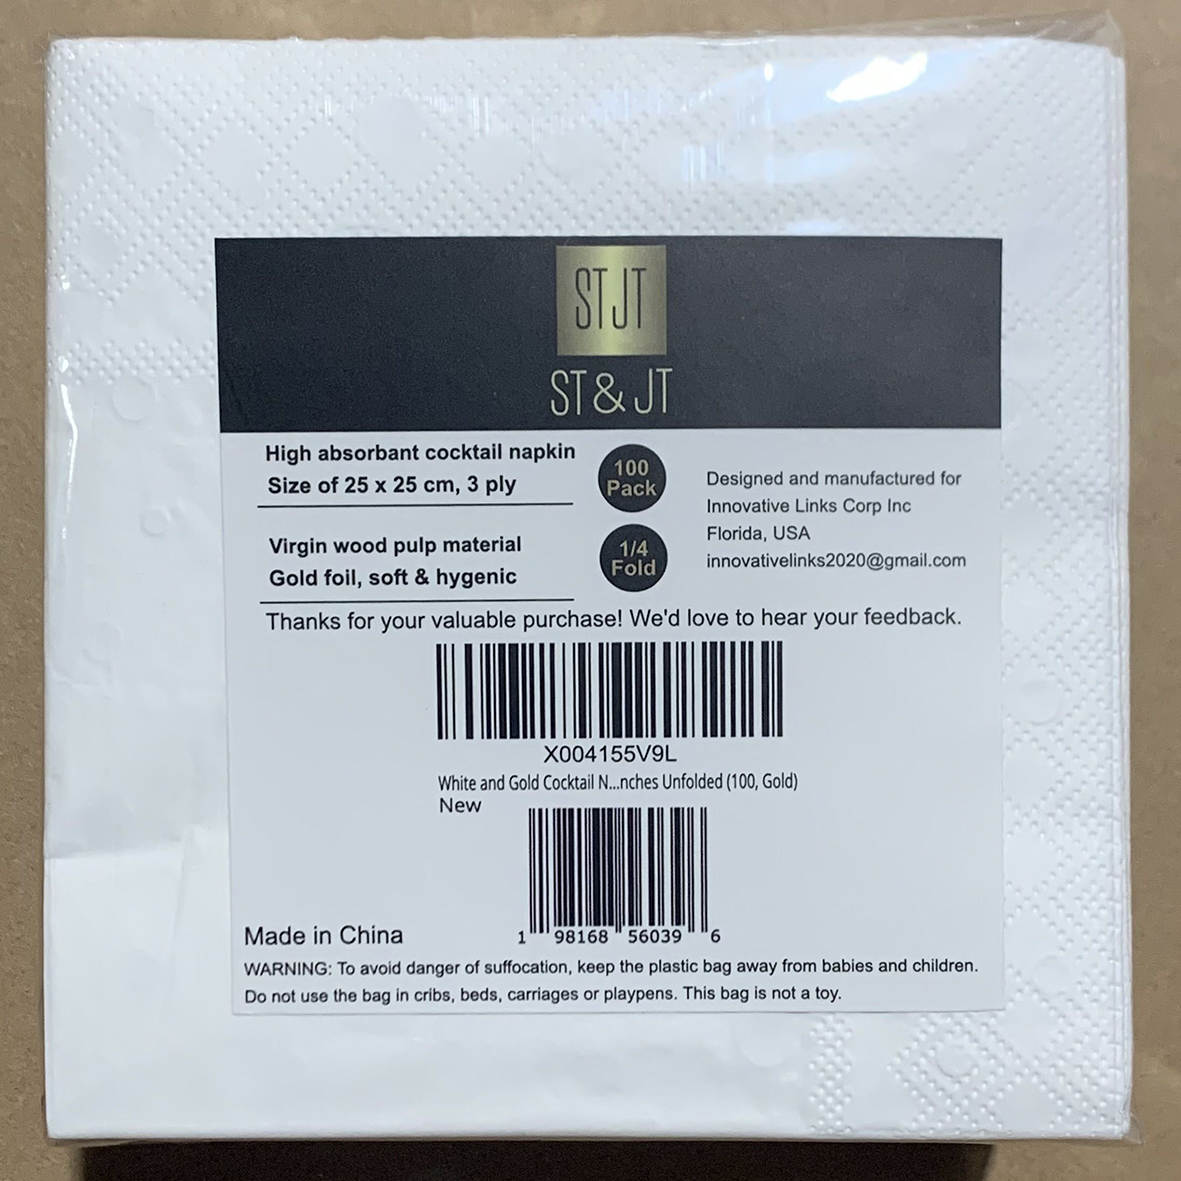 STJT
ST & JT
High absorbant cocktail napkin
Size of 25 x 25 cm, 3 ply
100
Pack
Virgin wood pulp material
Gold foil, soft & hygenic
1/4
Fold
Designed and manufactured for
Innovative Links Corp Inc
Florida, USA
innovativelinks2020@gmail.com
Thanks for your valuable purchase! We'd love to hear your feedback.
X004155V9L
White and Gold Cocktail N...nches Unfolded (100, Gold)
New
1 98168 56039 6
Made in China
WARNING: To avoid danger of suffocation, keep the plastic bag away from babies and children.
Do not use the bag in cribs, beds, carriages or playpens. This bag is not a toy.